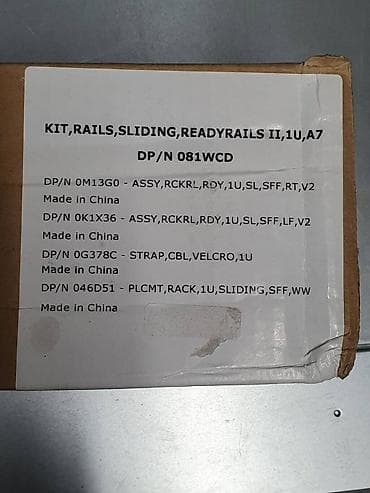 KIT,RAILS,SLIDING,READYRAILS II,1U,A7
DP/N 081WCD
DP/N 0M13G0 - ASSY,RCKRL,RDY,1U,SL,SFF,RT,V2
Made in China
DP/N 0K1X36 - ASSY,RCKRL,RDY,1U,SL,SFF,LF,V2
Made in China
DP/N 0G378C - STRAP,CBL,VELCRO,1U
Made in China
DP/N 046D51 - PLCMT,RACK,1U,SLIDING,SFF,WW
Made in China